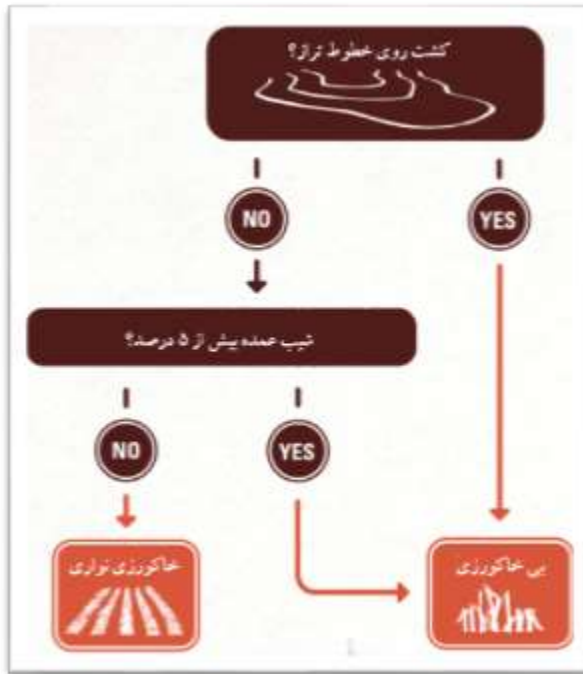 کشت روی خطوط تراز؟
NO
YES
شیب عمده بیش از ۵ درصد؟
NO
YES
خاکورزی نواری
بی خاکورزی